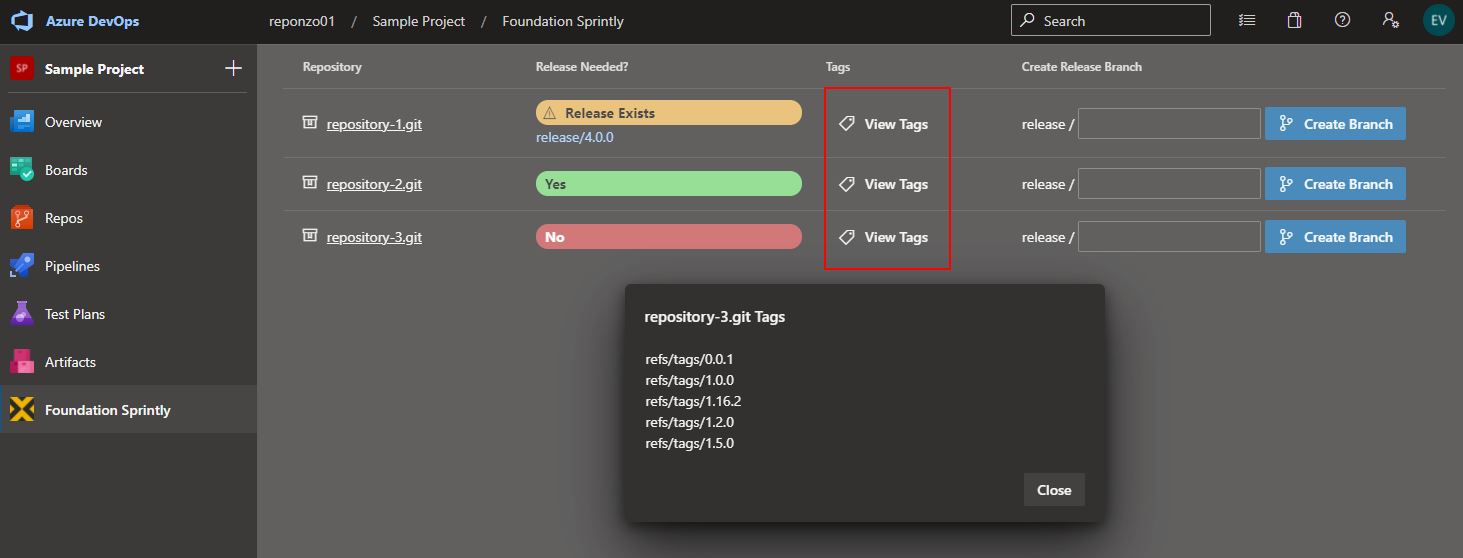 Azure DevOps reponzo01 / Sample Project / Foundation Sprintly Search EV
SP Sample Project
Overview
Boards
Repos
Pipelines
Test Plans
Artifacts
Foundation Sprintly
Repository Release Needed? Tags Create Release Branch
repository-1.git Release Exists View Tags release / Create Branch
release/4.0.0
repository-2.git Yes View Tags release / Create Branch
repository-3.git No View Tags release / Create Branch
repository-3.git Tags
refs/tags/0.0.1
refs/tags/1.0.0
refs/tags/1.16.2
refs/tags/1.2.0
refs/tags/1.5.0
Close